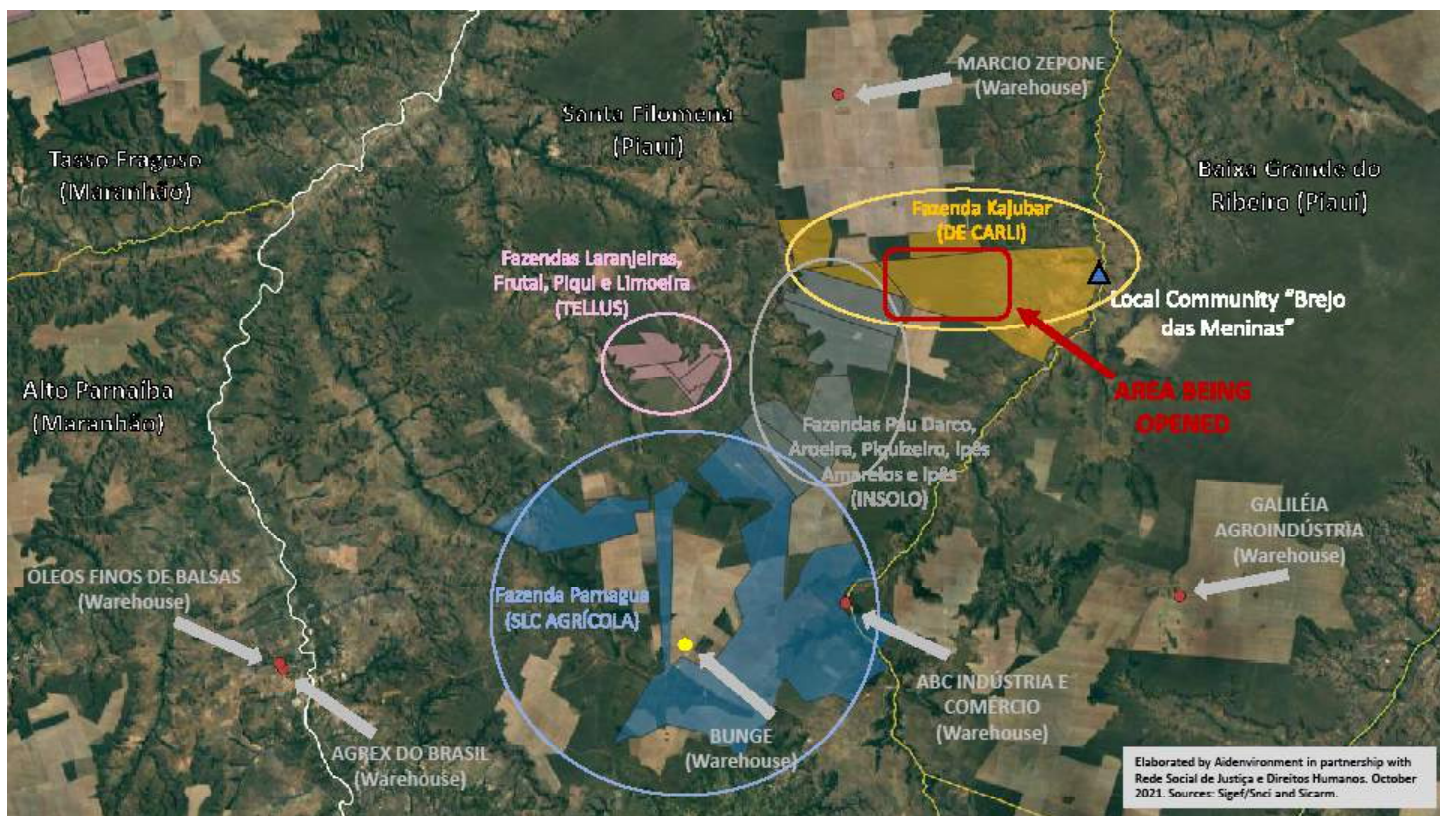 MARCIO ZEPONE
(Warehouse)
Santa Filomena
(Piauí)
Tasso Fragoso
(Maranhão)
Baixa Grande do
Ribeiro (Piauí)
Fazenda Kajubar
(DE CARLI)
Fazendas Laranjeiras,
Frutal, Piqui e Limoeira
(TELLUS)
Local Community "Brejo
das Meninas"
Alto Parnaíba
(Maranhão)
AREA BEING
OPENED
Fazendas Pau Darco,
Aroeira, Piquizeiro, Ipês
Amarelos e Ipês
(INSOLO)
GALILÉIA
AGROINDÚSTRIA
(Warehouse)
OLEOS FINOS DE BALSAS
(Warehouse)
Fazenda Parnagua
(SLC AGRÍCOLA)
ABC INDÚSTRIA E
COMÉRCIO
(Warehouse)
BUNGE
(Warehouse)
AGREX DO BRASIL
(Warehouse)
Elaborated by Aidenvironment in partnership with
Rede Social de Justiça e Direitos Humanos. October
2021. Sources: Sigef/Snci and Sicarm.